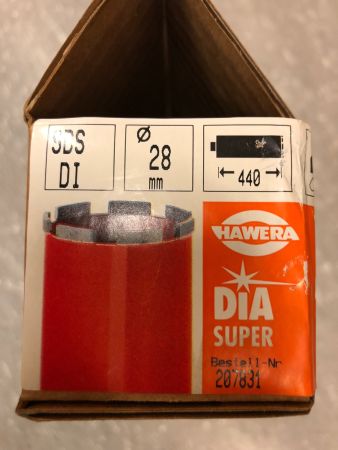 SDS
DI
Ø
28
mm
440
HAWERA
DIA
SUPER
Bestell-Nr
207831